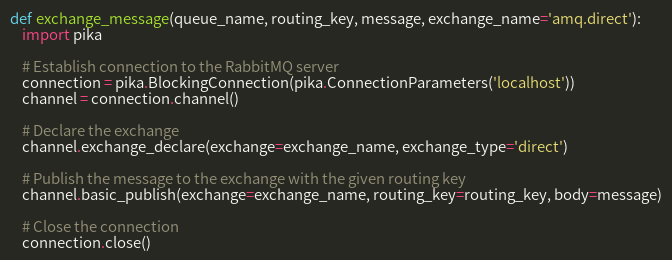 def exchange_message(queue_name, routing_key, message, exchange_name='amq.direct'):
import pika
# Establish connection to the RabbitMQ server
connection = pika.BlockingConnection(pika.ConnectionParameters('localhost'))
channel = connection.channel()
# Declare the exchange
channel.exchange_declare(exchange=exchange_name, exchange_type='direct')
# Publish the message to the exchange with the given routing key
channel.basic_publish(exchange=exchange_name, routing_key=routing_key, body=message)
# Close the connection
connection.close()